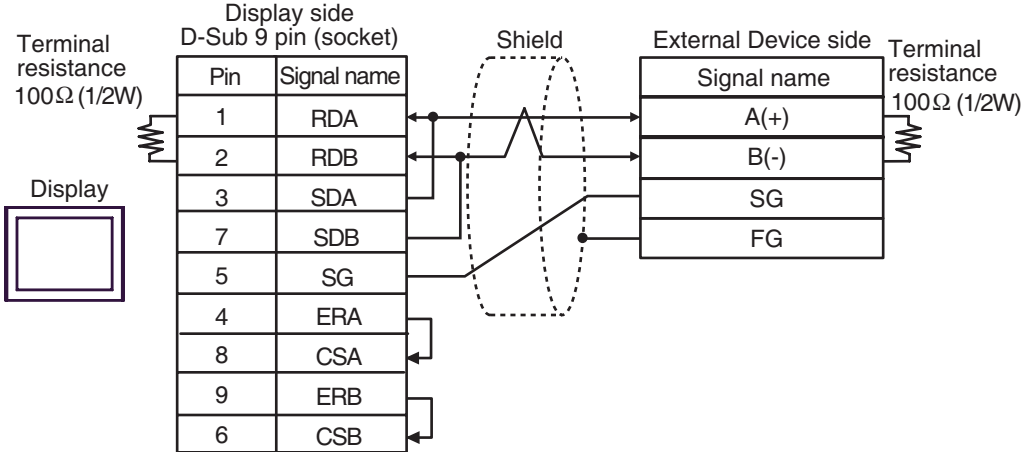 Display side
D-Sub 9 pin (socket)
Terminal
resistance
100Ω (1/2W)
Shield
External Device side
Terminal
resistance
100Ω (1/2W)
Pin Signal name
1 RDA
2 RDB
3 SDA
7 SDB
5 SG
4 ERA
8 CSA
9 ERB
6 CSB
Signal name
A(+)
B(-)
SG
FG
Display